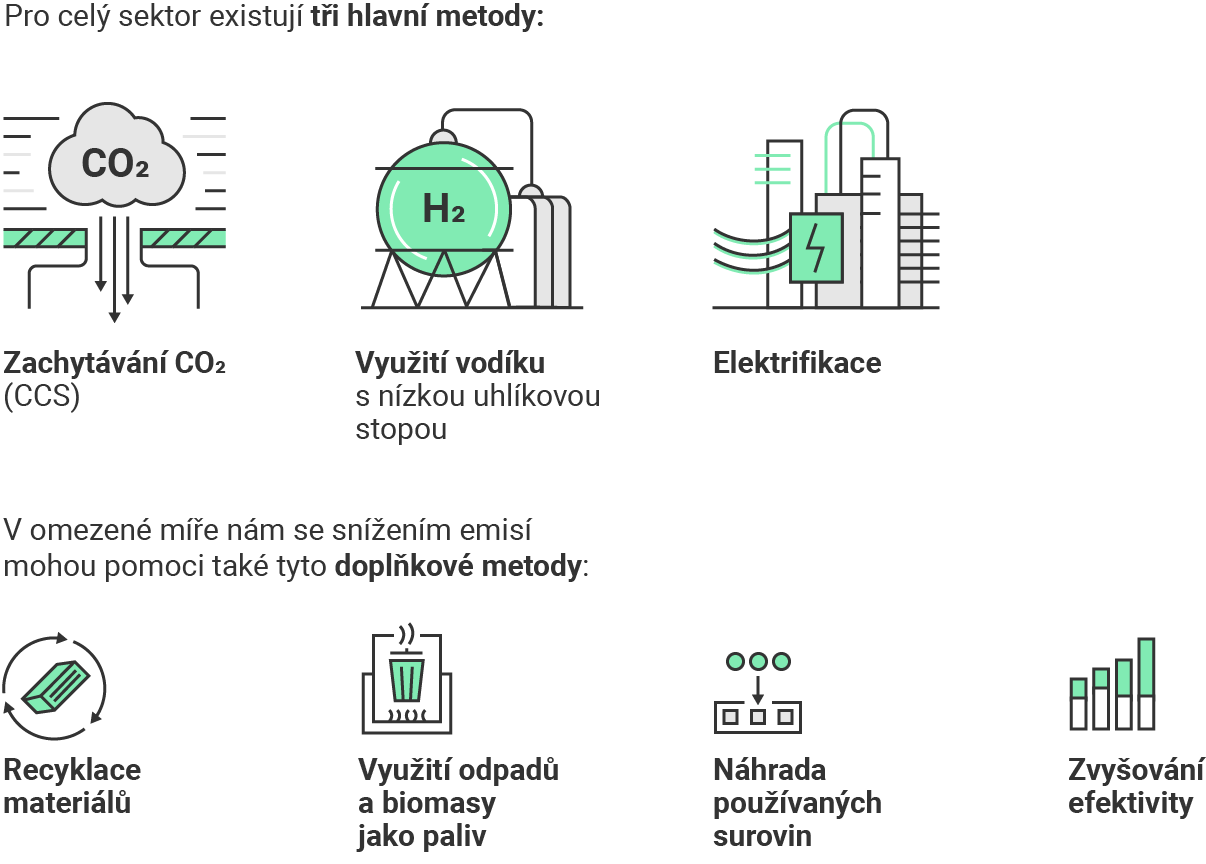 Pro celý sektor existují tři hlavní metody:
CO₂
H₂
Zachytávání CO₂
(CCS)
Využití vodíku
s nízkou uhlíkovou
stopou
Elektrifikace
V omezené míře nám se snížením emisí
mohou pomoci také tyto doplňkové metody:
Recyklace
materiálů
Využití odpadů
a biomasy
jako paliv
Náhrada
používaných
surovin
Zvyšování
efektivity